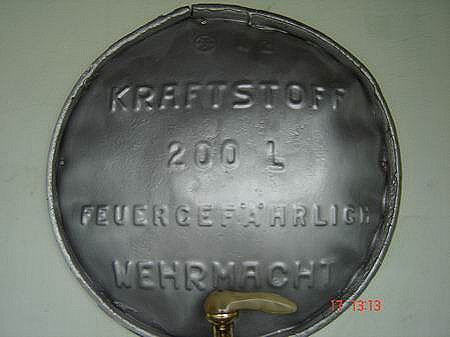 KRAFTSTOFF
200 L
FEUERGEFÄHRLICH
WEHRMACHT
17 13:13